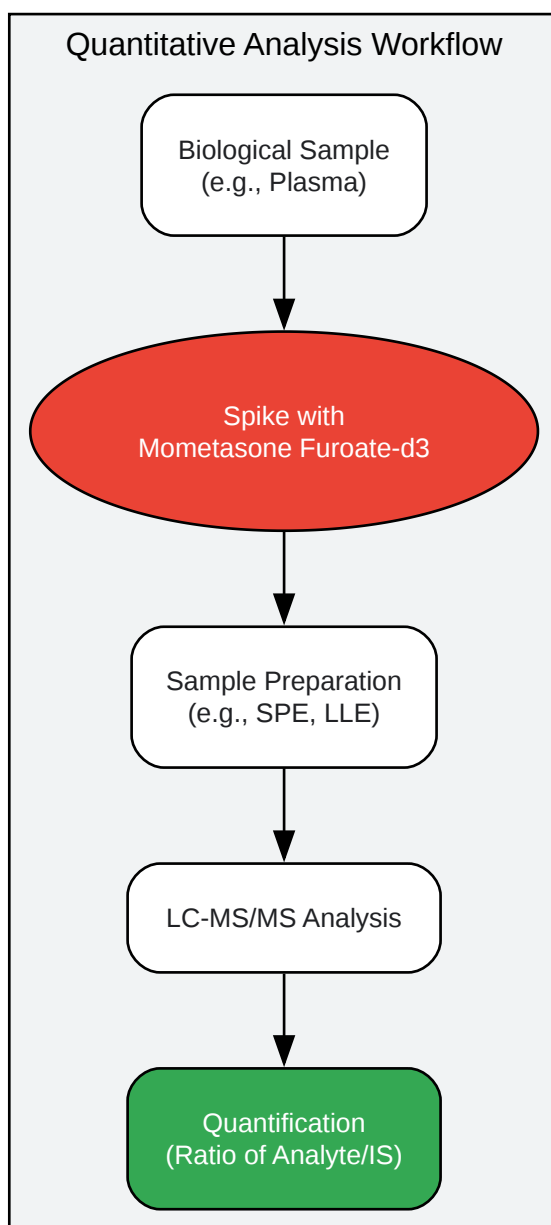 Quantitative Analysis Workflow
Biological Sample
(e.g., Plasma)
Spike with
Mometasone Furoate-d3
Sample Preparation
(e.g., SPE, LLE)
LC-MS/MS Analysis
Quantification
(Ratio of Analyte/IS)